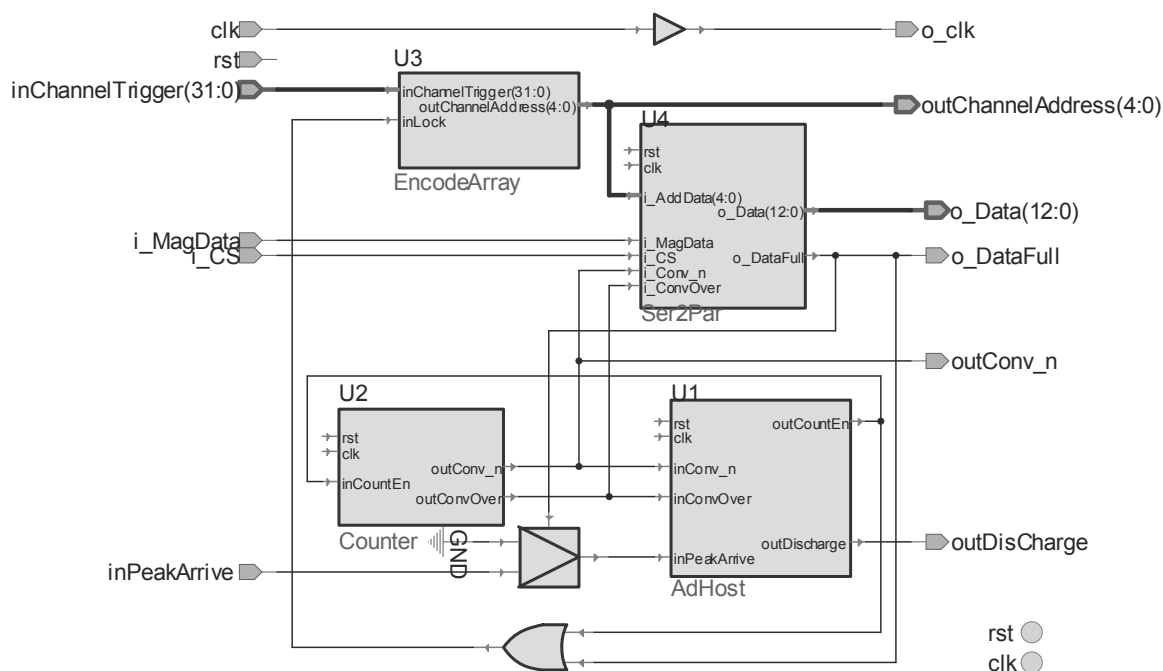 clk
o_clk
rst
U3
inChannelTrigger(31:0)
inChannelTrigger(31:0)
outChannelAddress(4:0)
outChannelAddress(4:0)
inLock
EncodeArray
U4
rst
clk
i_AddData(4:0)
o_Data(12:0)
o_Data(12:0)
i_MagData
i_MagData
i_CS
i_CS
o_DataFull
o_DataFull
i_Conv_n
i_ConvOver
Ser2Par
outConv_n
U2
U1
rst
clk
outConv_n
inCountEn
outConvOver
Counter
rst
clk
outCountEn
inConv_n
inConvOver
outDischarge
outDisCharge
inPeakArrive
AdHost
GND
inPeakArrive
rst
clk